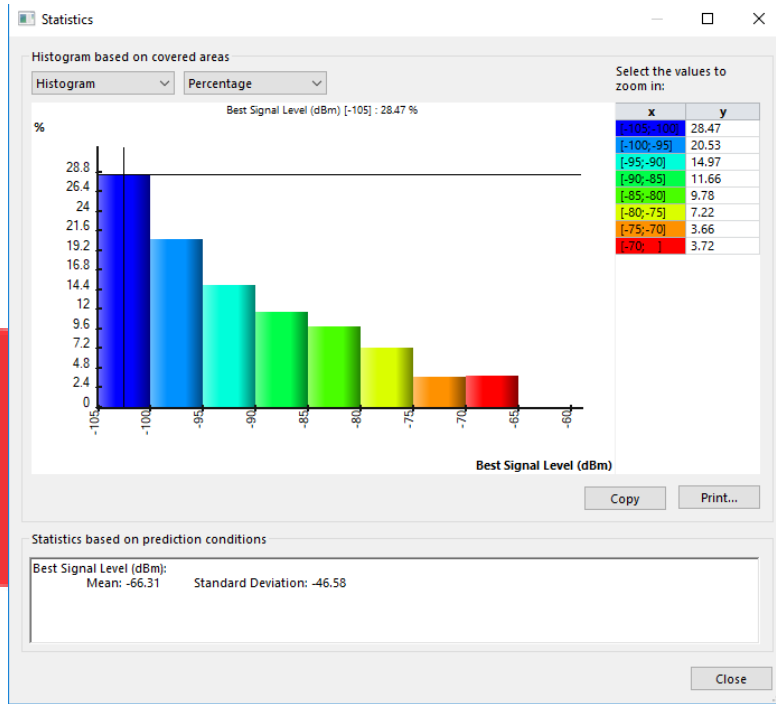 Statistics
Histogram based on covered areas
Histogram
Percentage
Select the values to
zoom in:
Best Signal Level (dBm) [-105] : 28.47 %
%
28.8
26.4
24
21.6
19.2
16.8
14.4
12
9.6
7.2
4.8
2.4
0
-105
-100
-95
-90
-85
-80
-75
-70
-65
-60
Best Signal Level (dBm)
x y
[-105;-100] 28.47
[-100;-95] 20.53
[-95;-90] 14.97
[-90;-85] 11.66
[-85;-80] 9.78
[-80;-75] 7.22
[-75;-70] 3.66
[-70; ] 3.72
Copy
Print...
Statistics based on prediction conditions
Best Signal Level (dBm):
Mean: -66.31 Standard Deviation: -46.58
Close